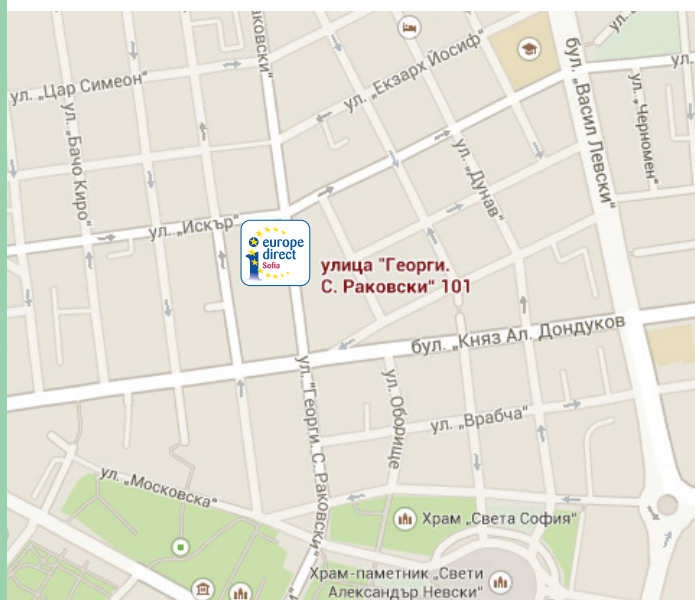 ул. „Цар Симеон"
ул. „Бачо Киро"
ул. „Екзарх Йосиф"
бул. „Васил Левски"
ул. „Черномен"
ул. „Дунав"
ул. „Искър"
europe
direct
Sofia
улица "Георги.
С. Раковски" 101
бул. „Княз Ал. Дондуков
ул. "Георги. С. Раковски"
ул. Оборище
ул. „Врабча"
ул. „Московска"
Храм „Света София"
Храм-паметник „Свети
Александър Невски"